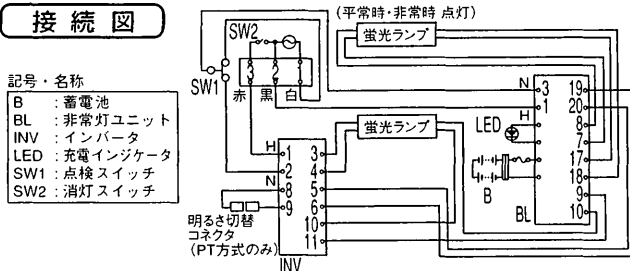 接続図
記号・名称
B : 蓄電池
BL : 非常灯ユニット
INV : インバータ
LED : 充電インジケータ
SW1 : 点検スイッチ
SW2 : 消灯スイッチ
(平常時・非常時 点灯)
蛍光ランプ
SW2
3 2 1
SW1
赤 黒 白
蛍光ランプ
LED
B
N 3
1
H
19
20
8
7
17
18
9
10
BL
H 1
2
N 8
9
3
4
5
6
10
11
明るさ切替
コネクタ
(PT方式のみ)
INV